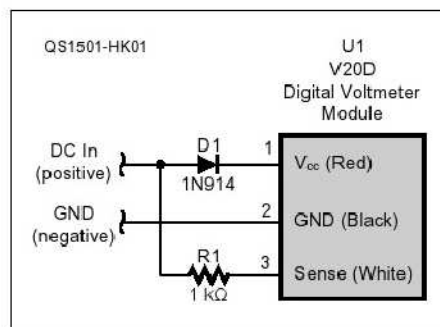 QS1501-HK01
U1
V20D
Digital Voltmeter
Module
DC In
(positive)
D1
1N914
1
Vcc (Red)
GND
(negative)
2
GND (Black)
R1
1 kΩ
3
Sense (White)